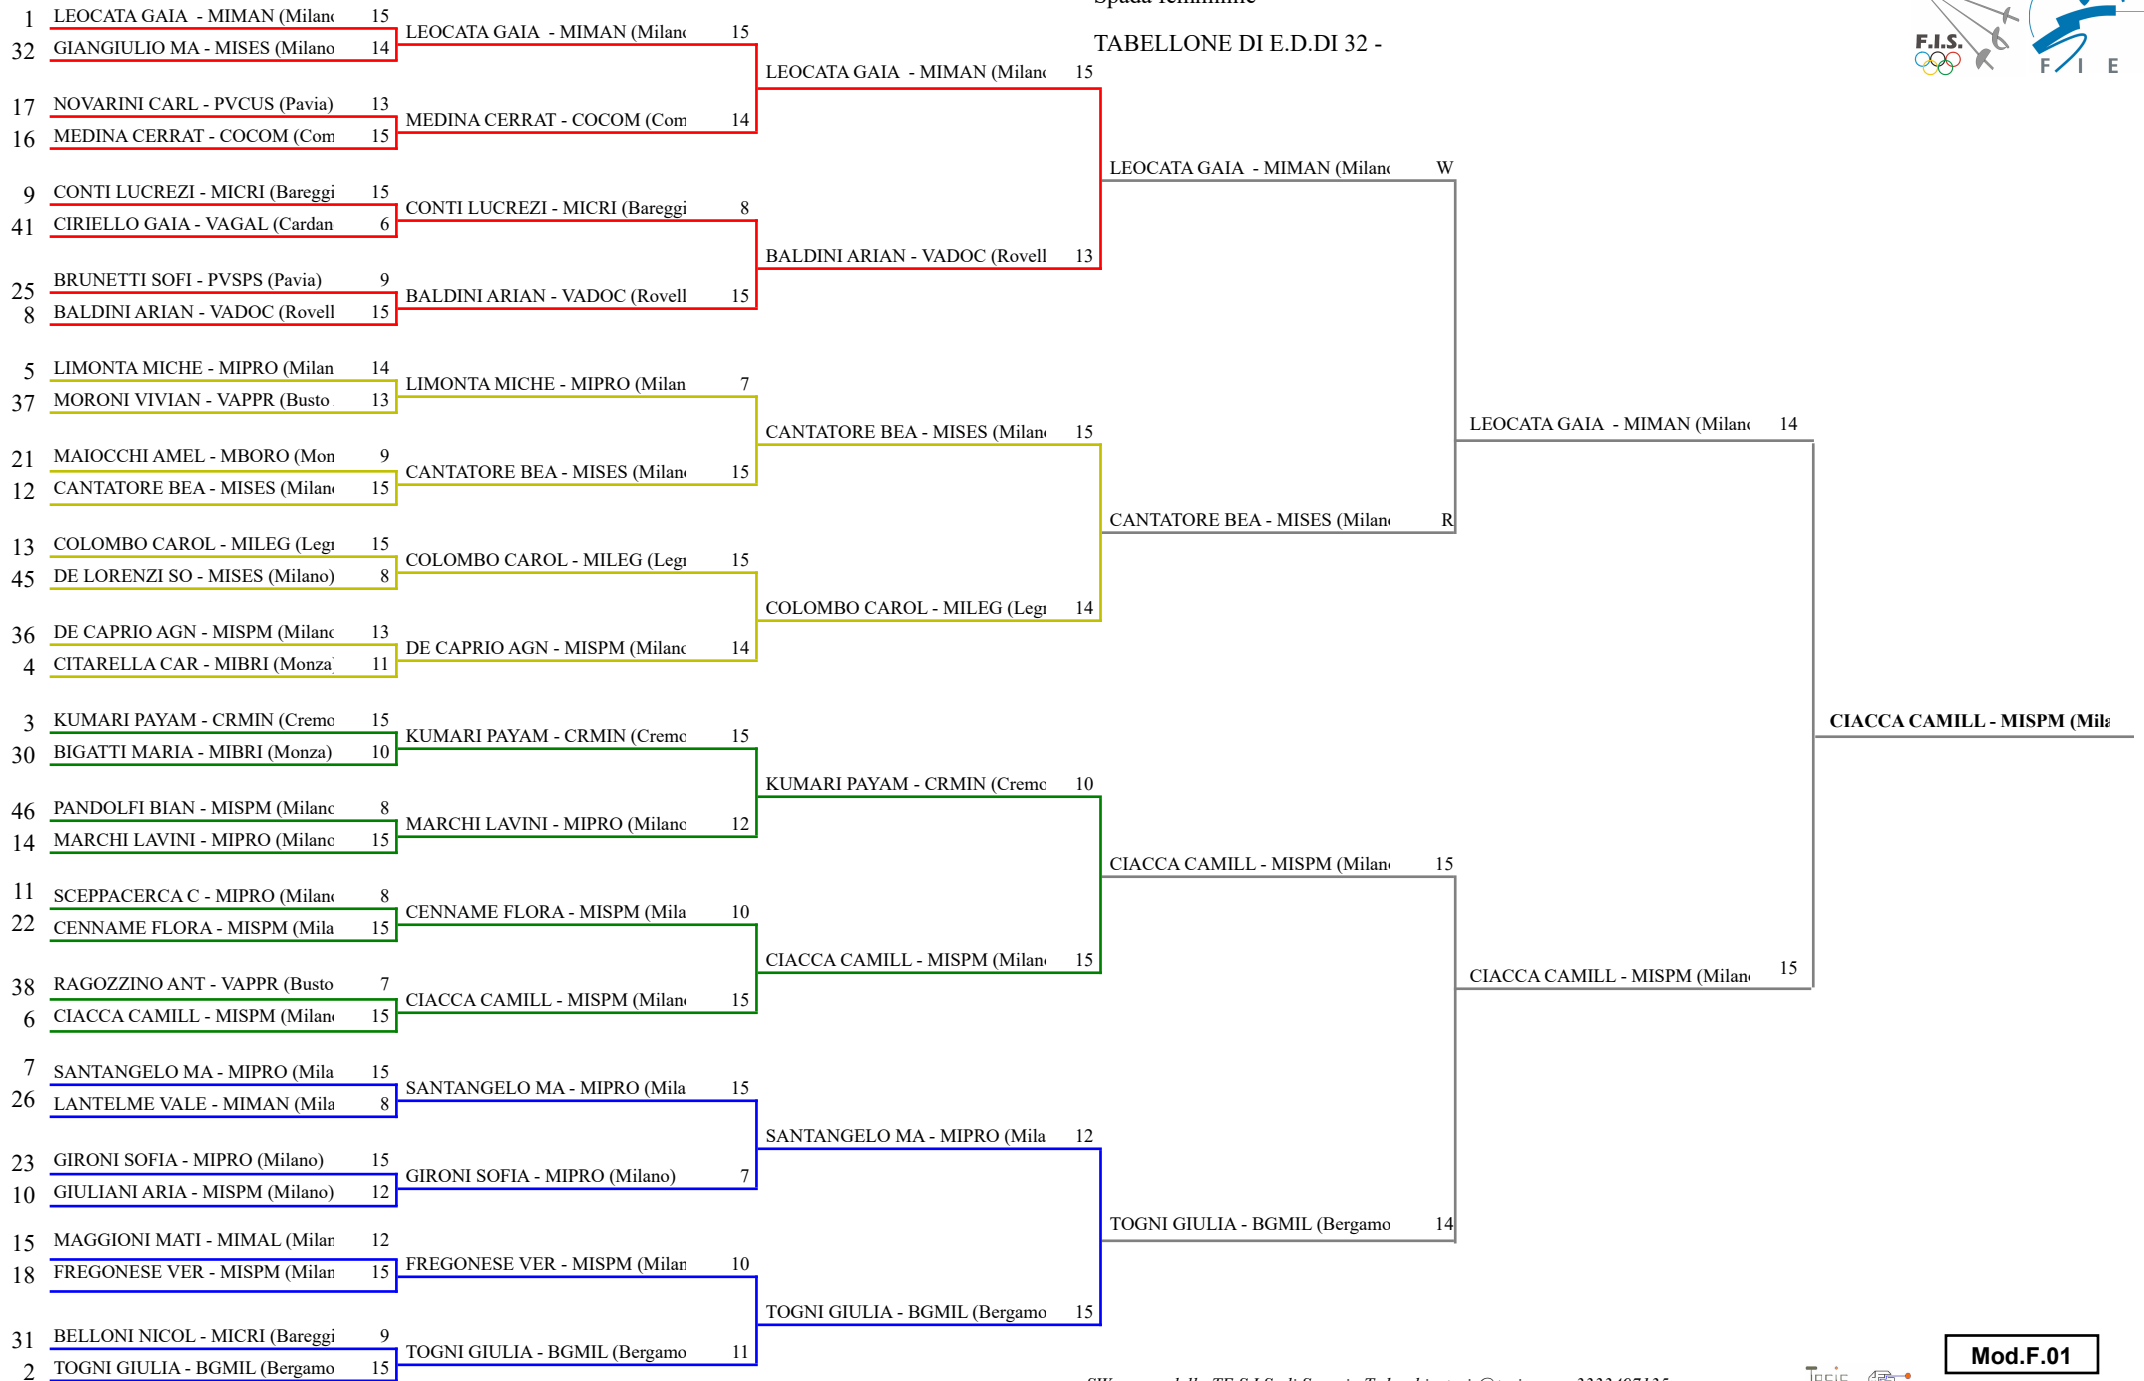 Spada femminile
TABELLONE DI E.D.DI 32 -
F.I.S.
F I E
1 LEOCATA GAIA - MIMAN (Milano 15
32 GIANGIULIO MA - MISES (Milano 14
17 NOVARINI CARL - PVCUS (Pavia) 13
16 MEDINA CERRAT - COCOM (Com 15
9 CONTI LUCREZI - MICRI (Bareggi 15
41 CIRIELLO GAIA - VAGAL (Cardan 6
25 BRUNETTI SOFI - PVSPS (Pavia) 9
8 BALDINI ARIAN - VADOC (Rovell 15
5 LIMONTA MICHE - MIPRO (Milan 14
37 MORONI VIVIAN - VAPPR (Busto 13
21 MAIOCCHI AMEL - MBORO (Mon 9
12 CANTATORE BEA - MISES (Milan 15
13 COLOMBO CAROL - MILEG (Leg 15
45 DE LORENZI SO - MISES (Milano) 8
36 DE CAPRIO AGN - MISPM (Milano 13
4 CITARELLA CAR - MIBRI (Monza) 11
3 KUMARI PAYAM - CRMIN (Cremo 15
30 BIGATTI MARIA - MIBRI (Monza) 10
46 PANDOLFI BIAN - MISPM (Milano 8
14 MARCHI LAVINI - MIPRO (Milano 15
11 SCEPPACERCA C - MIPRO (Milano 8
22 CENNAME FLORA - MISPM (Mila 15
38 RAGOZZINO ANT - VAPPR (Busto 7
6 CIACCA CAMILL - MISPM (Milan 15
7 SANTANGELO MA - MIPRO (Mila 15
26 LANTELME VALE - MIMAN (Mila 8
23 GIRONI SOFIA - MIPRO (Milano) 15
10 GIULIANI ARIA - MISPM (Milano) 12
15 MAGGIONI MATI - MIMAL (Milan 12
18 FREGONESE VER - MISPM (Milan 15
31 BELLONI NICOL - MICRI (Bareggi 9
2 TOGNI GIULIA - BGMIL (Bergamo 15
LEOCATA GAIA - MIMAN (Milano 15
MEDINA CERRAT - COCOM (Com 14
CONTI LUCREZI - MICRI (Bareggi 8
BALDINI ARIAN - VADOC (Rovell 15
LIMONTA MICHE - MIPRO (Milan 7
CANTATORE BEA - MISES (Milan 15
COLOMBO CAROL - MILEG (Leg 15
DE CAPRIO AGN - MISPM (Milano 14
KUMARI PAYAM - CRMIN (Cremo 15
MARCHI LAVINI - MIPRO (Milano 12
CENNAME FLORA - MISPM (Mila 10
CIACCA CAMILL - MISPM (Milan 15
SANTANGELO MA - MIPRO (Mila 15
GIRONI SOFIA - MIPRO (Milano) 7
FREGONESE VER - MISPM (Milan 10
TOGNI GIULIA - BGMIL (Bergamo 11
LEOCATA GAIA - MIMAN (Milano 15
BALDINI ARIAN - VADOC (Rovell 13
CANTATORE BEA - MISES (Milan 15
COLOMBO CAROL - MILEG (Leg 14
KUMARI PAYAM - CRMIN (Cremo 10
CIACCA CAMILL - MISPM (Milan 15
SANTANGELO MA - MIPRO (Mila 12
TOGNI GIULIA - BGMIL (Bergamo 15
LEOCATA GAIA - MIMAN (Milano W
CANTATORE BEA - MISES (Milan R
CIACCA CAMILL - MISPM (Milan 15
TOGNI GIULIA - BGMIL (Bergamo 14
LEOCATA GAIA - MIMAN (Milano 14
CIACCA CAMILL - MISPM (Milan 15
CIACCA CAMILL - MISPM (Mila
Mod.F.01